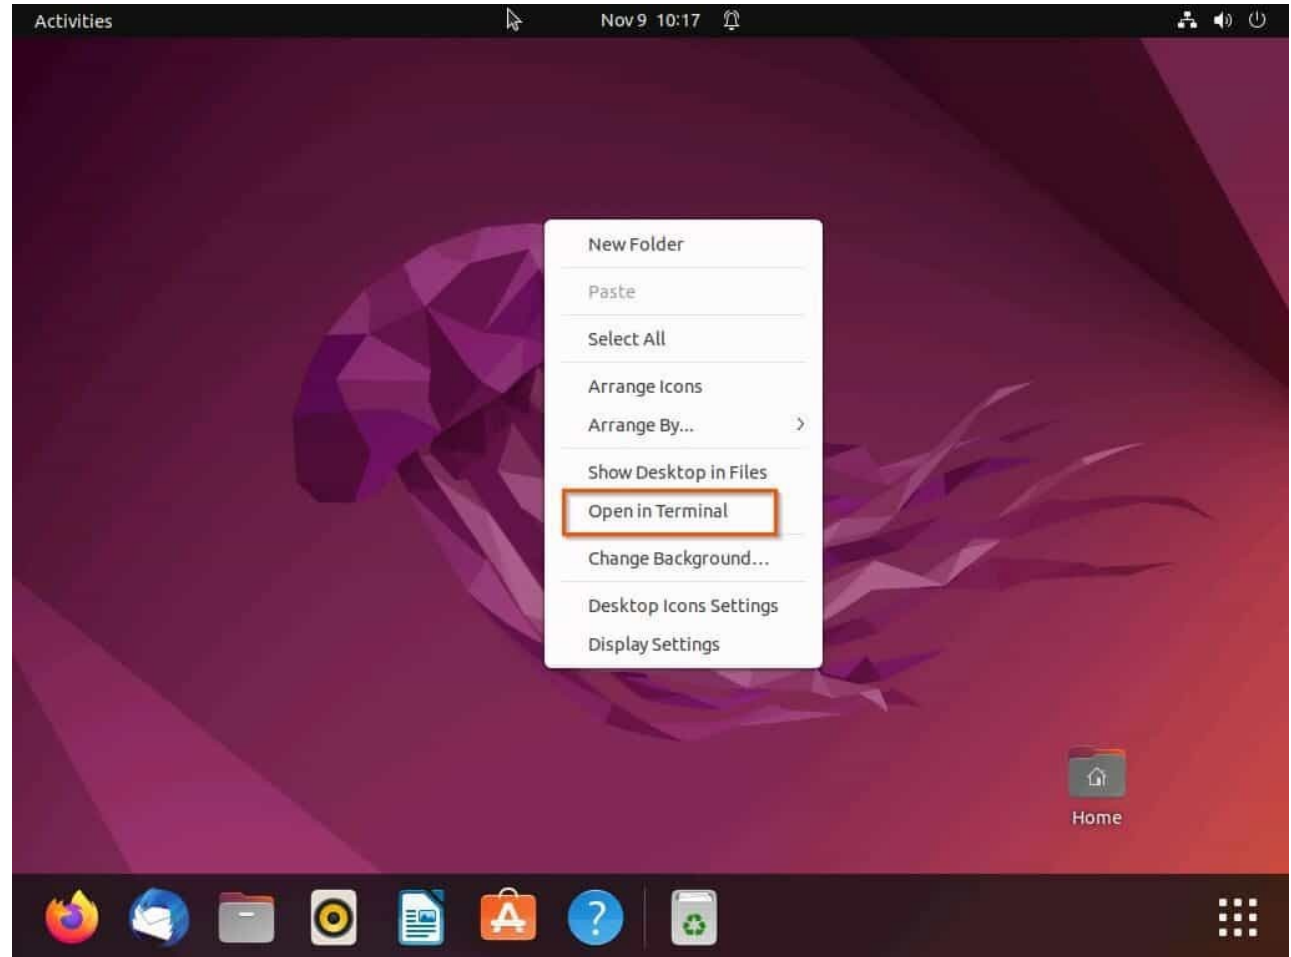 Activities
Nov 9 10:17
New Folder
Paste
Select All
Arrange Icons
Arrange By...
Show Desktop in Files
Open in Terminal
Change Background...
Desktop Icons Settings
Display Settings
Home